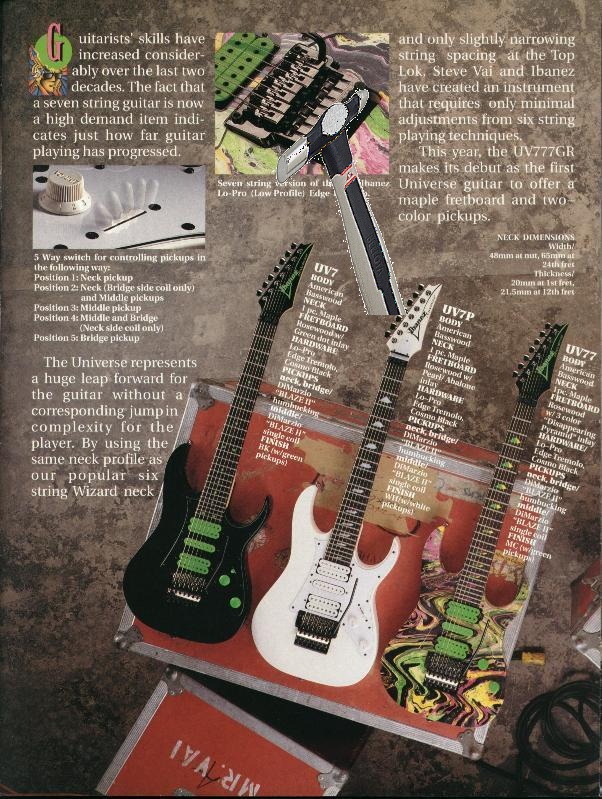 Guitarists' skills have
increased consider-
ably over the last two
decades. The fact that
a seven string guitar is now
a high demand item indi-
cates just how far guitar
playing has progressed.
5 Way switch for controlling pickups in
the following way:
Position 1: Neck pickup
Position 2: Neck (Bridge side coil only)
and Middle pickups
Position 3: Middle pickup
Position 4: Middle and Bridge
(Neck side coil only)
Position 5: Bridge pickup
The Universe represents
a huge leap forward for
the guitar without a
corresponding jump in
complexity for the
player. By using the
same neck profile as
our popular six
string Wizard neck
Seven string version of Ibanez
Lo-Pro (Low Profile) Edge
and only slightly narrowing
string spacing at the Top
Lok, Steve Vai and Ibanez
have created an instrument
that requires only minimal
adjustments from six string
playing techniques.
This year, the UV777GR
makes its debut as the first
Universe guitar to offer a
maple fretboard and two-
color pickups.
NECK DIMENSIONS
Width/
48mm at nut, 65mm at
24th fret
Thickness/
20mm at 1st fret,
21.5mm at 12th fret
UV7
BODY
American
Basswood
NECK
1 pc. Maple
FRETBOARD
Rosewood w/
Green dot inlay
HARDWARE
Lo-Pro
Edge Tremolo,
Cosmo Black
PICKUPS
neck, bridge/
DiMarzio
"BLAZE II"
humbucking
middle/
DiMarzio
"BLAZE II"
single coil
FINISH
BK (w/green
pickups)
UV7P
BODY
American
Basswood
NECK
1 pc. Maple
FRETBOARD
Rosewood w/
Pearl/ Abalone
inlay
HARDWARE
Lo-Pro
Edge Tremolo,
Cosmo Black
PICKUPS
neck, bridge/
DiMarzio
"BLAZE II"
humbucking
middle/
DiMarzio
"BLAZE II"
single coil
FINISH
WH(w/white
pickups)
UV77
BODY
American
Basswood
NECK
1 pc. Maple
FRETBOARD
Rosewood
w/3 color
"Disappearing
Pyramid" inlay
HARDWARE/
Lo-Pro
Edge Tremolo,
Cosmo Black
PICKUPS
neck, bridge/
DiMarzio
"BLAZE II"
humbucking
middle/
DiMarzio
"BLAZE II"
single coil
FINISH
MC (w/green
pickups)
MR. VAI